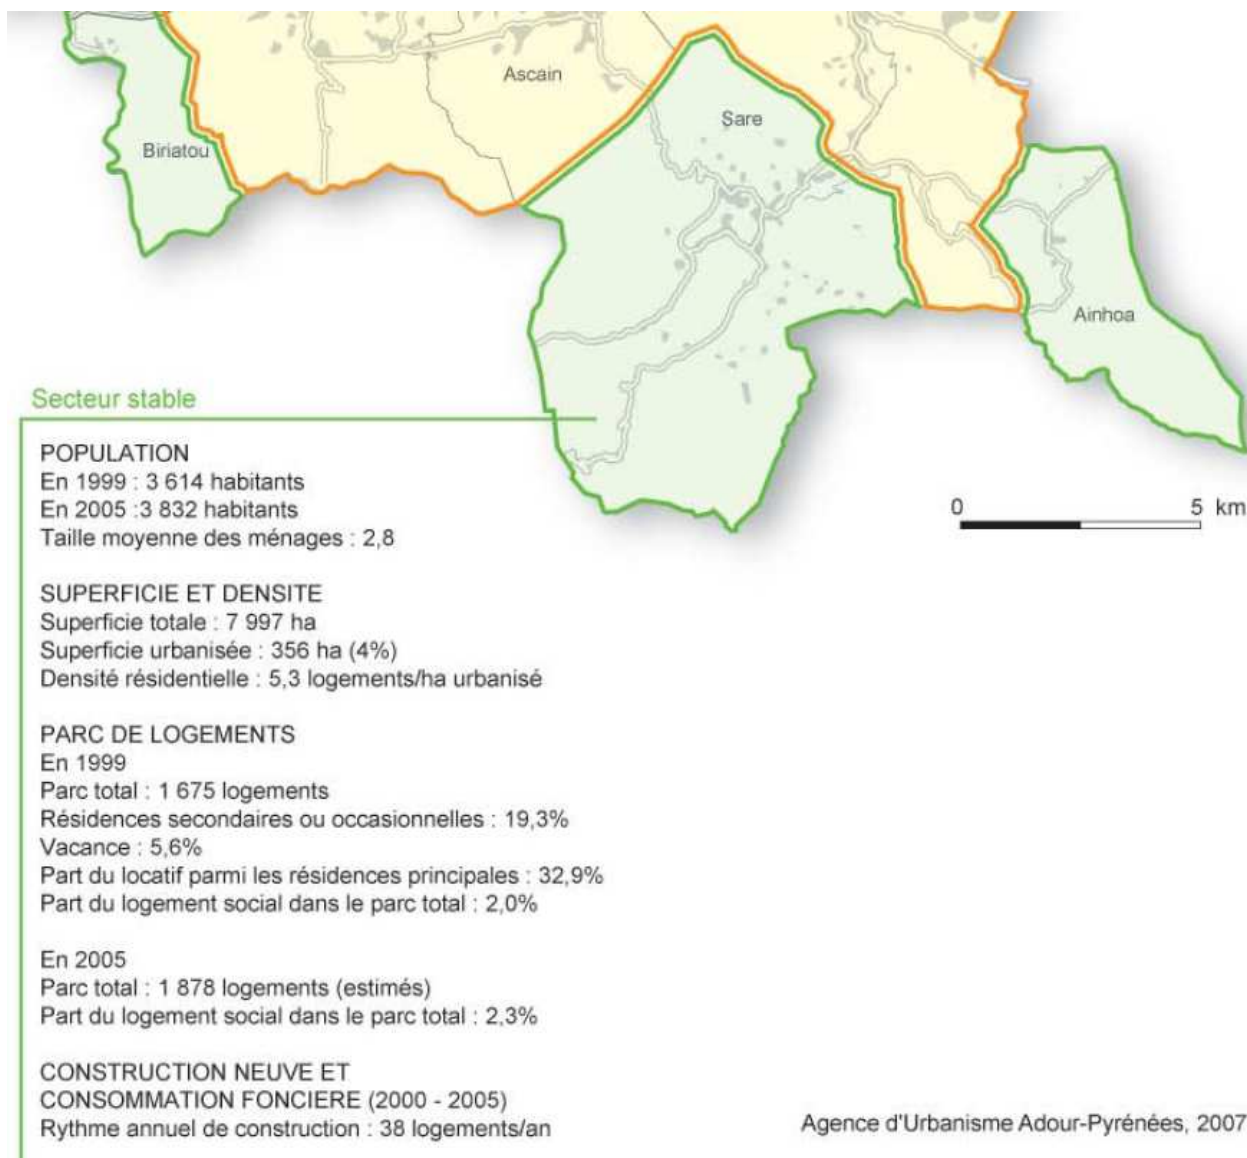 Ascain
Sare
Biriatou
Ainhoa
Secteur stable
0 5 km
POPULATION
En 1999 : 3 614 habitants
En 2005 :3 832 habitants
Taille moyenne des ménages : 2,8
SUPERFICIE ET DENSITE
Superficie totale : 7 997 ha
Superficie urbanisée : 356 ha (4%)
Densité résidentielle : 5,3 logements/ha urbanisé
PARC DE LOGEMENTS
En 1999
Parc total : 1 675 logements
Résidences secondaires ou occasionnelles : 19,3%
Vacance : 5,6%
Part du locatif parmi les résidences principales : 32,9%
Part du logement social dans le parc total : 2,0%
En 2005
Parc total : 1 878 logements (estimés)
Part du logement social dans le parc total : 2,3%
CONSTRUCTION NEUVE ET
CONSOMMATION FONCIERE (2000 - 2005)
Rythme annuel de construction : 38 logements/an
Agence d'Urbanisme Adour-Pyrénées, 2007